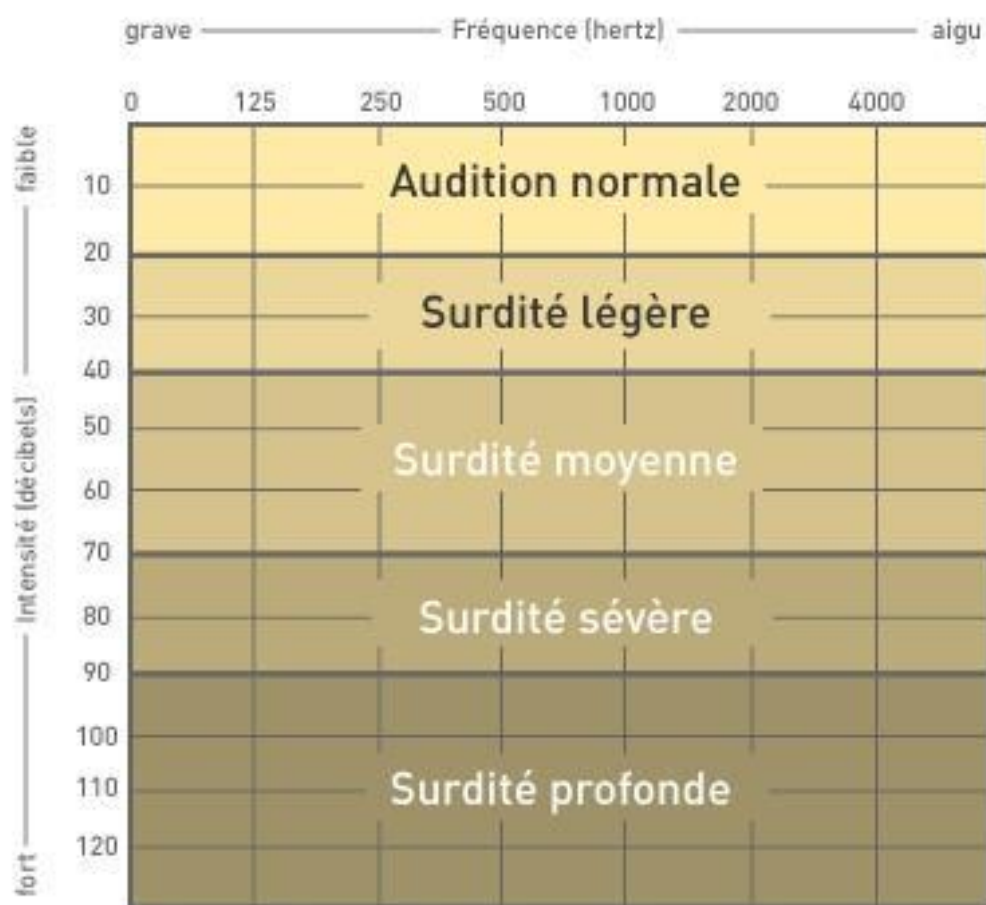 grave Fréquence (hertz) aigu
0 125 250 500 1000 2000 4000
faible
Intensité (décibels)
fort
10
Audition normale
20
30
Surdité légère
40
50
Surdité moyenne
60
70
80
Surdité sévère
90
100
110
Surdité profonde
120